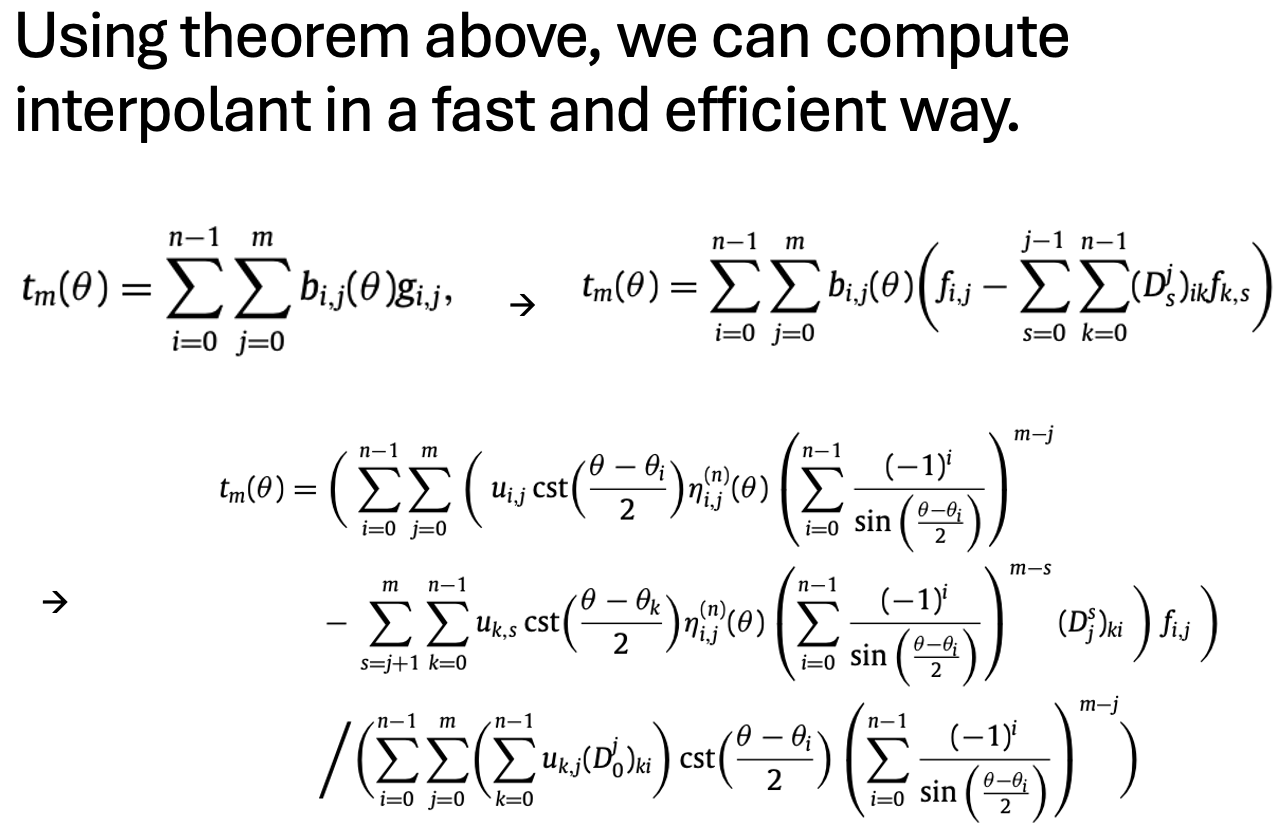 Using theorem above, we can compute
interpolant in a fast and efficient way.
$t_m(\theta) = \sum_{i=0}^{n-1} \sum_{j=0}^{m} b_{i,j}(\theta) g_{i,j},$ → $t_m(\theta) = \sum_{i=0}^{n-1} \sum_{j=0}^{m} b_{i,j}(\theta) \left( f_{i,j} - \sum_{s=0}^{j-1} \sum_{k=0}^{n-1} (D_s^j)_{ik} f_{k,s} \right)$
$t_m(\theta) = \Bigg( \sum_{i=0}^{n-1} \sum_{j=0}^{m} \Bigg( u_{i,j} \, \text{cst}\left(\frac{\theta - \theta_i}{2}\right) \eta_{i,j}^{(n)}(\theta) \left( \sum_{i=0}^{n-1} \frac{(-1)^i}{\sin\left(\frac{\theta - \theta_i}{2}\right)} \right)^{m-j}$
→ $- \sum_{s=j+1}^{m} \sum_{k=0}^{n-1} u_{k,s} \, \text{cst}\left(\frac{\theta - \theta_k}{2}\right) \eta_{i,j}^{(n)}(\theta) \left( \sum_{i=0}^{n-1} \frac{(-1)^i}{\sin\left(\frac{\theta - \theta_i}{2}\right)} \right)^{m-s} (D_j^s)_{ki} \Bigg) f_{i,j} \Bigg)$
$\Big/ \Bigg( \sum_{i=0}^{n-1} \sum_{j=0}^{m} \left( \sum_{k=0}^{n-1} u_{k,j} (D_0^j)_{ki} \right) \text{cst}\left(\frac{\theta - \theta_i}{2}\right) \left( \sum_{i=0}^{n-1} \frac{(-1)^i}{\sin\left(\frac{\theta - \theta_i}{2}\right)} \right)^{m-j} \Bigg)$